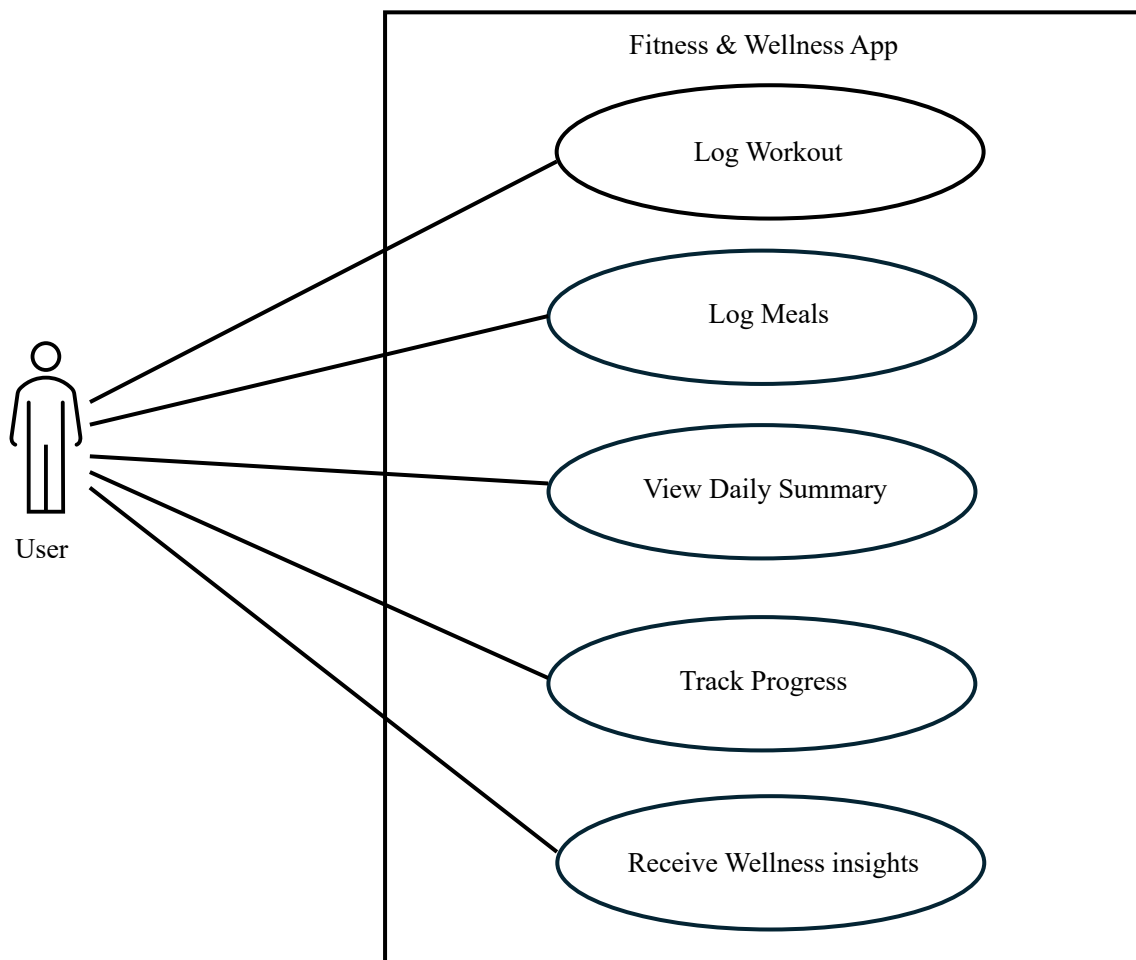 Fitness & Wellness App
Log Workout
Log Meals
View Daily Summary
User
Track Progress
Receive Wellness insights